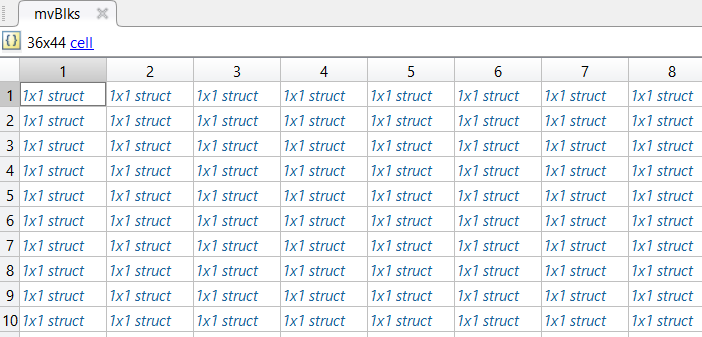 mvBlks
{} 36x44 cell
1 2 3 4 5 6 7 8
1 1x1 struct 1x1 struct 1x1 struct 1x1 struct 1x1 struct 1x1 struct 1x1 struct 1x1 struct
2 1x1 struct 1x1 struct 1x1 struct 1x1 struct 1x1 struct 1x1 struct 1x1 struct 1x1 struct
3 1x1 struct 1x1 struct 1x1 struct 1x1 struct 1x1 struct 1x1 struct 1x1 struct 1x1 struct
4 1x1 struct 1x1 struct 1x1 struct 1x1 struct 1x1 struct 1x1 struct 1x1 struct 1x1 struct
5 1x1 struct 1x1 struct 1x1 struct 1x1 struct 1x1 struct 1x1 struct 1x1 struct 1x1 struct
6 1x1 struct 1x1 struct 1x1 struct 1x1 struct 1x1 struct 1x1 struct 1x1 struct 1x1 struct
7 1x1 struct 1x1 struct 1x1 struct 1x1 struct 1x1 struct 1x1 struct 1x1 struct 1x1 struct
8 1x1 struct 1x1 struct 1x1 struct 1x1 struct 1x1 struct 1x1 struct 1x1 struct 1x1 struct
9 1x1 struct 1x1 struct 1x1 struct 1x1 struct 1x1 struct 1x1 struct 1x1 struct 1x1 struct
10 1x1 struct 1x1 struct 1x1 struct 1x1 struct 1x1 struct 1x1 struct 1x1 struct 1x1 struct